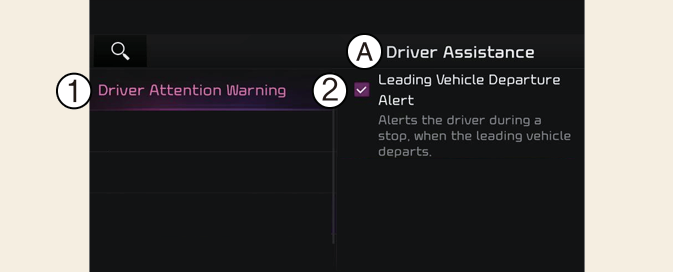 A Driver Assistance
1 Driver Attention Warning
2 Leading Vehicle Departure
Alert
Alerts the driver during a
stop, when the leading vehicle
departs.